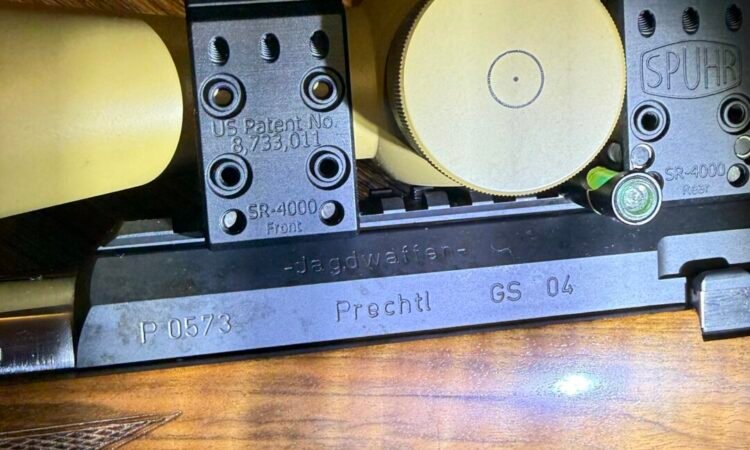 US Patent No.
8,733,011
SR-4000
Front
SPUHR
SR-4000
Rear
-Jagdwaffen-
P 0573
Prechtl
GS 04